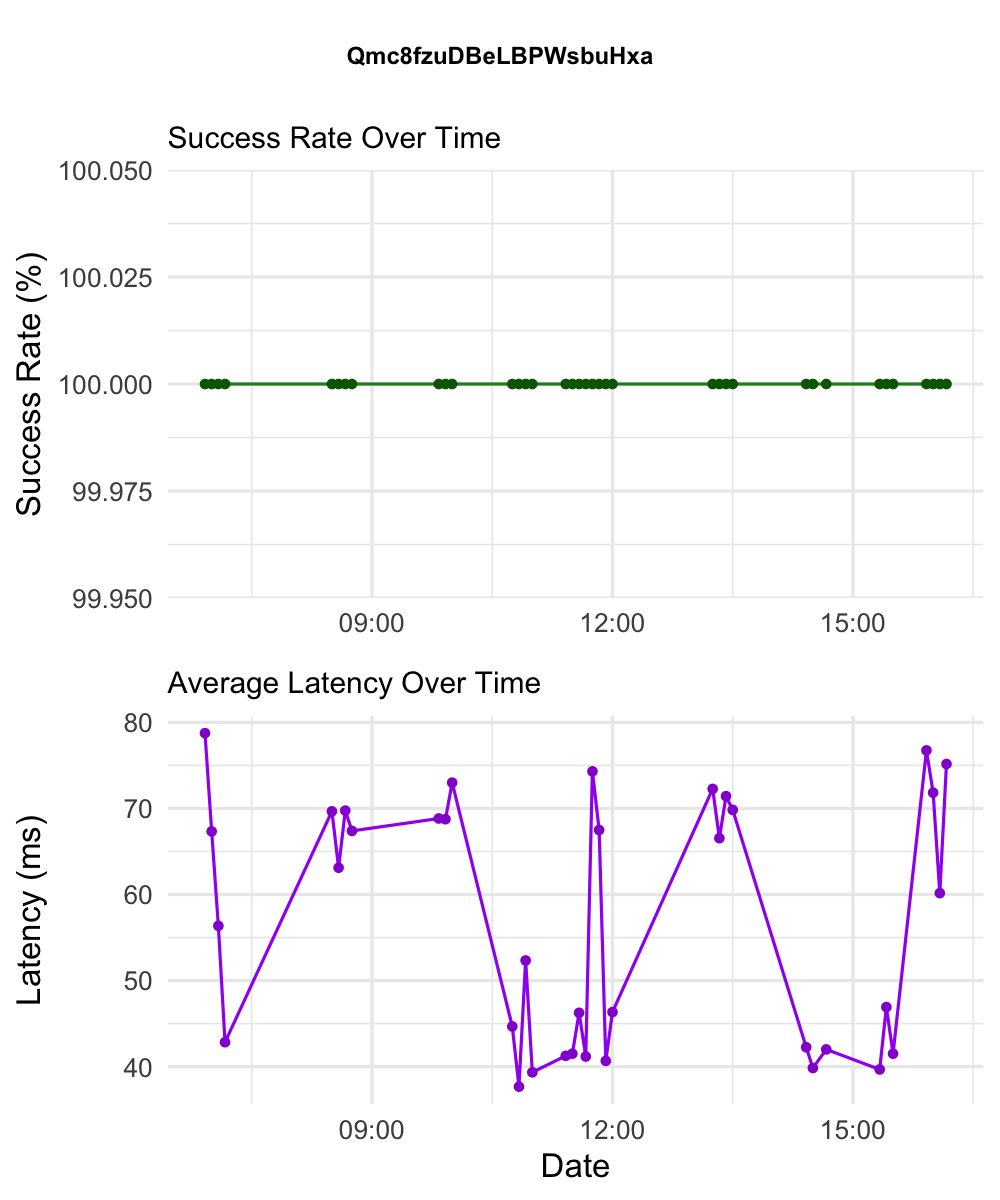 Qmc8fzuDBeLBPWsbuHxa
Success Rate Over Time
Success Rate (%)
100.050
100.025
100.000
99.975
99.950
09:00 12:00 15:00
Average Latency Over Time
Latency (ms)
80
70
60
50
40
09:00 12:00 15:00
Date